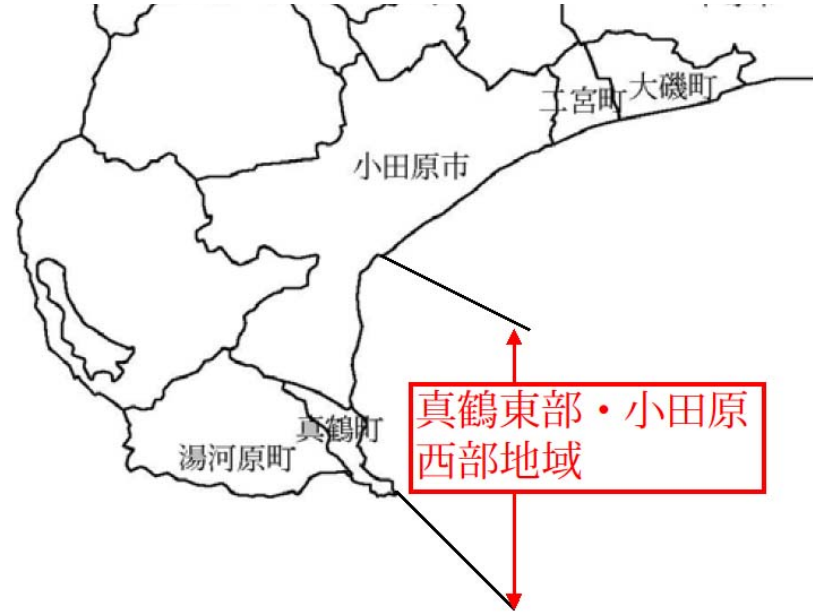 二宮町
大磯町
小田原市
真鶴東部・小田原
西部地域
真鶴町
湯河原町